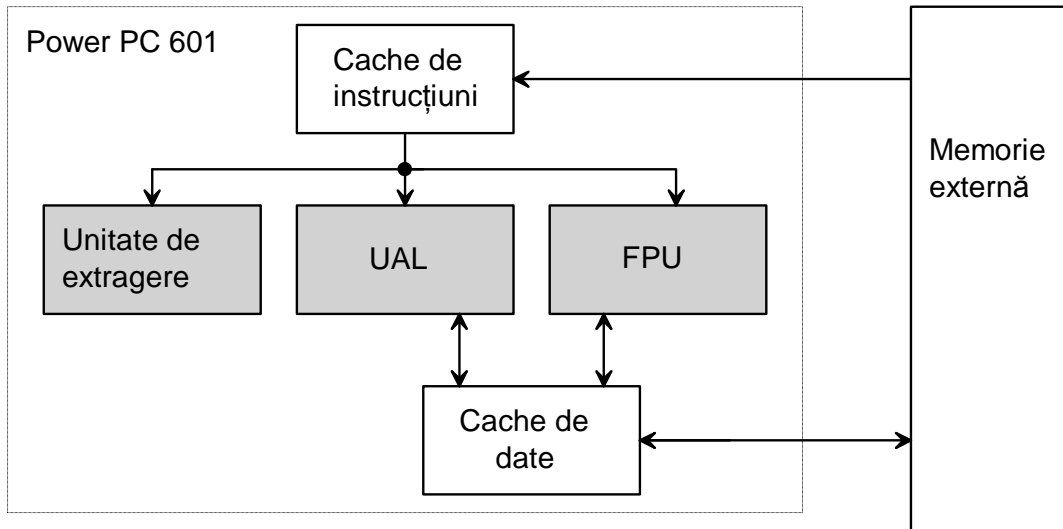 Power PC 601
Cache de
instrucțiuni
Memorie
externă
Unitate de
extragere
UAL
FPU
Cache de
date